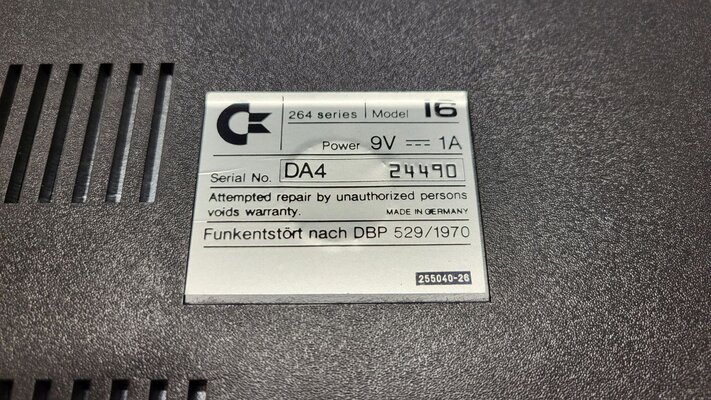 264 series Model 16
Power 9V ⎓ 1A
Serial No. DA4 24490
Attempted repair by unauthorized persons
voids warranty. MADE IN GERMANY
Funkentstört nach DBP 529/1970
255040-26